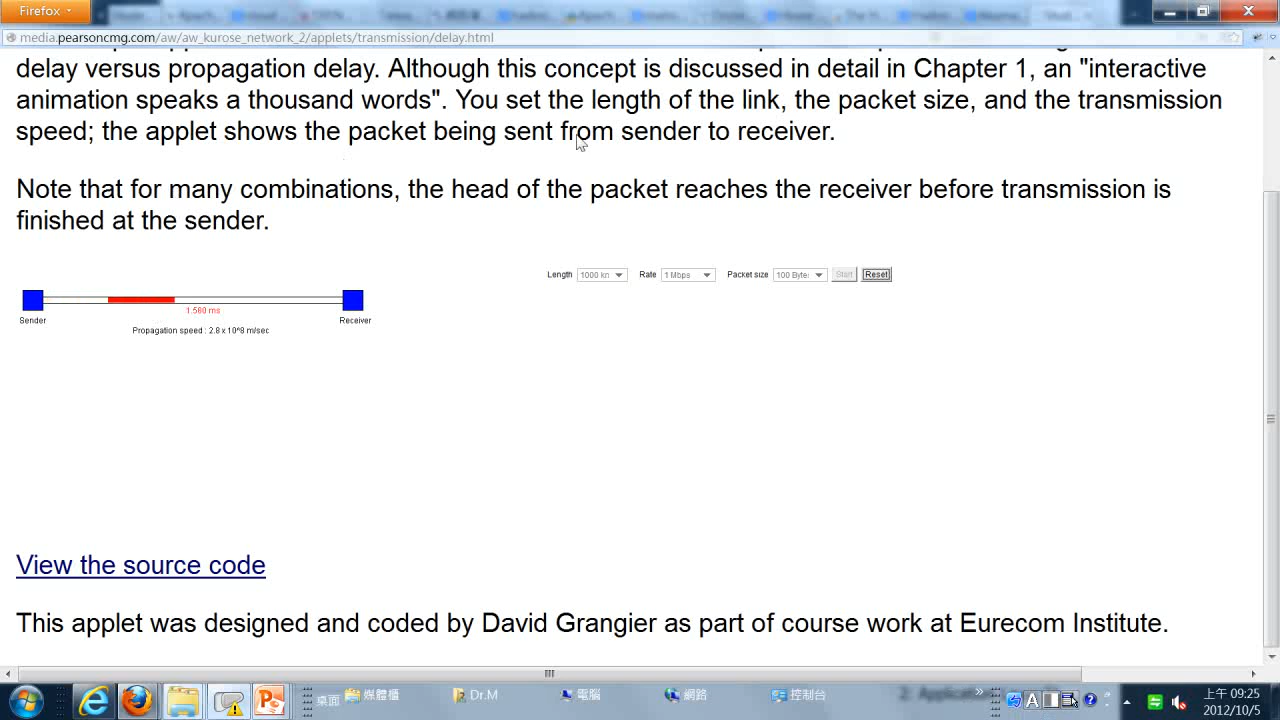 Firefox
media.pearsoncmg.com/aw/aw_kurose_network_2/applets/transmission/delay.html
delay versus propagation delay. Although this concept is discussed in detail in Chapter 1, an "interactive
animation speaks a thousand words". You set the length of the link, the packet size, and the transmission
speed; the applet shows the packet being sent from sender to receiver.
Note that for many combinations, the head of the packet reaches the receiver before transmission is
finished at the sender.
Length 1000 km Rate 1 Mbps Packet size 100 Byte: Start Reset
1.580 ms
Sender Receiver
Propagation speed : 2.8 x 10^8 m/sec
View the source code
This applet was designed and coded by David Grangier as part of course work at Eurecom Institute.
桌面 媒體櫃 Dr.M 電腦 網路 控制台 A 上午 09:25
2012/10/5